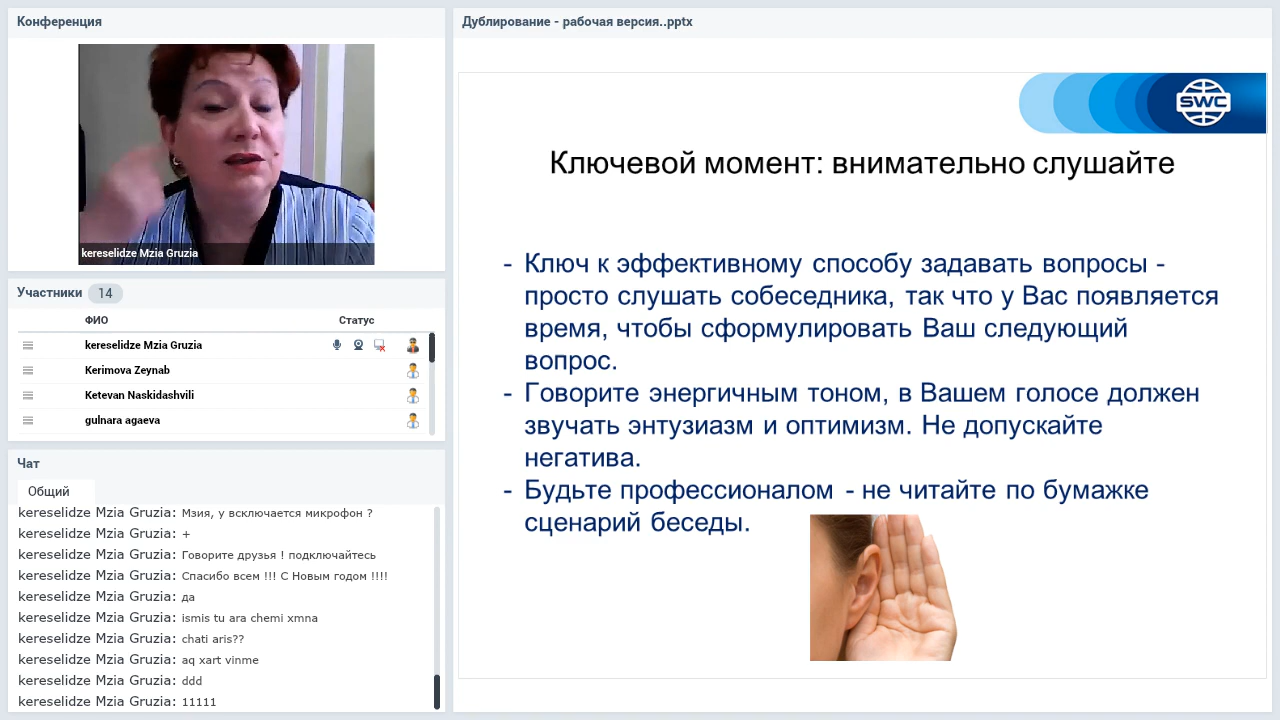 Конференция
kereselidze Mzia Gruzia
Участники 14
ФИО Статус
kereselidze Mzia Gruzia
Kerimova Zeynab
Ketevan Naskidashvili
gulnara agaeva
Чат
Общий
kereselidze Mzia Gruzia: Мзия, у всключается микрофон ?
kereselidze Mzia Gruzia: +
kereselidze Mzia Gruzia: Говорите друзья ! подключайтесь
kereselidze Mzia Gruzia: Спасибо всем !!! С Новым годом !!!!
kereselidze Mzia Gruzia: да
kereselidze Mzia Gruzia: ismis tu ara chemi xmna
kereselidze Mzia Gruzia: chati aris??
kereselidze Mzia Gruzia: aq xart vinme
kereselidze Mzia Gruzia: ddd
kereselidze Mzia Gruzia: 11111
Дублирование - рабочая версия..pptx
SWC
Ключевой момент: внимательно слушайте
- Ключ к эффективному способу задавать вопросы -
просто слушать собеседника, так что у Вас появляется
время, чтобы сформулировать Ваш следующий
вопрос.
- Говорите энергичным тоном, в Вашем голосе должен
звучать энтузиазм и оптимизм. Не допускайте
негатива.
- Будьте профессионалом - не читайте по бумажке
сценарий беседы.